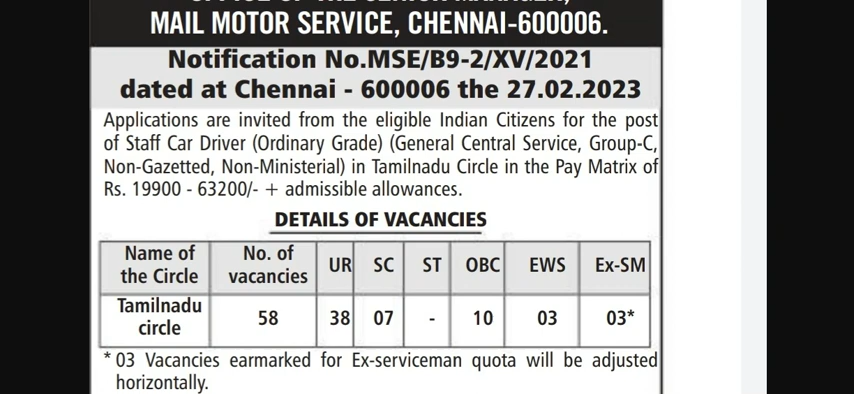 MAIL MOTOR SERVICE, CHENNAI-600006.
Notification No.MSE/B9-2/XV/2021
dated at Chennai - 600006 the 27.02.2023
Applications are invited from the eligible Indian Citizens for the post
of Staff Car Driver (Ordinary Grade) (General Central Service, Group-C,
Non-Gazetted, Non-Ministerial) in Tamilnadu Circle in the Pay Matrix of
Rs. 19900 - 63200/- + admissible allowances.
DETAILS OF VACANCIES
Name of the Circle No. of vacancies UR SC ST OBC EWS Ex-SM
Tamilnadu circle 58 38 07 - 10 03 03*
* 03 Vacancies earmarked for Ex-serviceman quota will be adjusted
horizontally.